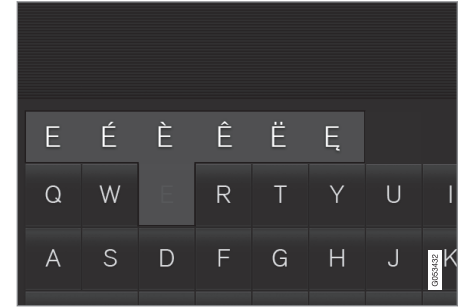 E É È Ê Ë Ę
Q W E R T Y U I
A S D F G H J K
G053432